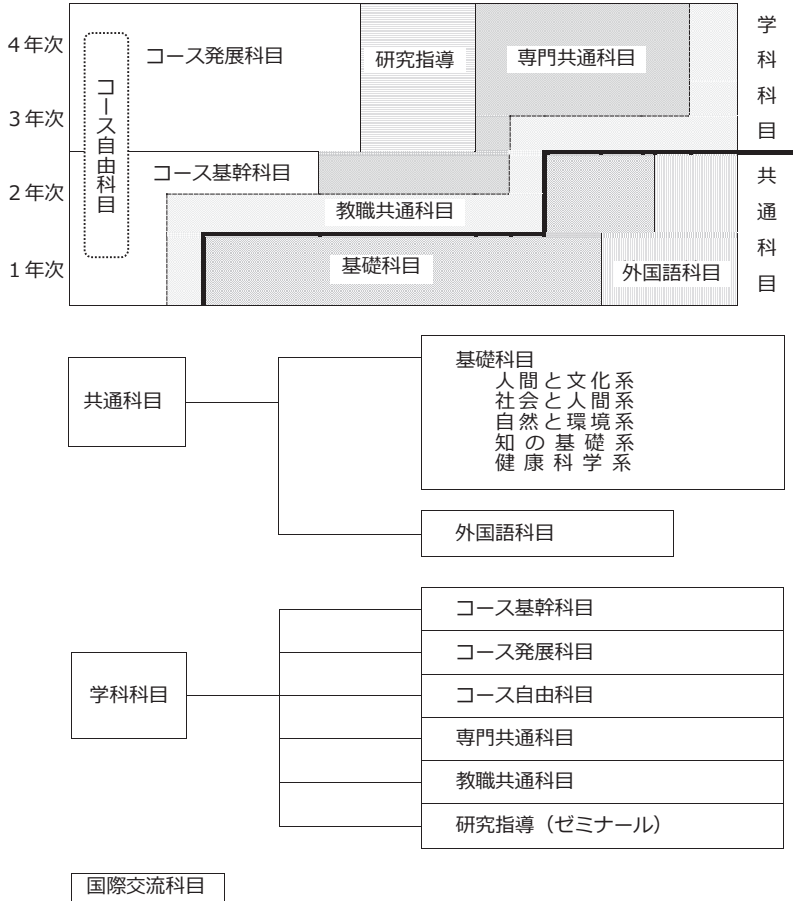 4年次
コース発展科目
研究指導
専門共通科目
学科科目
コース自由科目
3年次
コース基幹科目
2年次
教職共通科目
共通科目
1年次
基礎科目
外国語科目
共通科目
基礎科目
人間と文化系
社会と人間系
自然と環境系
知の基礎系
健康科学系
外国語科目
学科科目
コース基幹科目
コース発展科目
コース自由科目
専門共通科目
教職共通科目
研究指導（ゼミナール）
国際交流科目